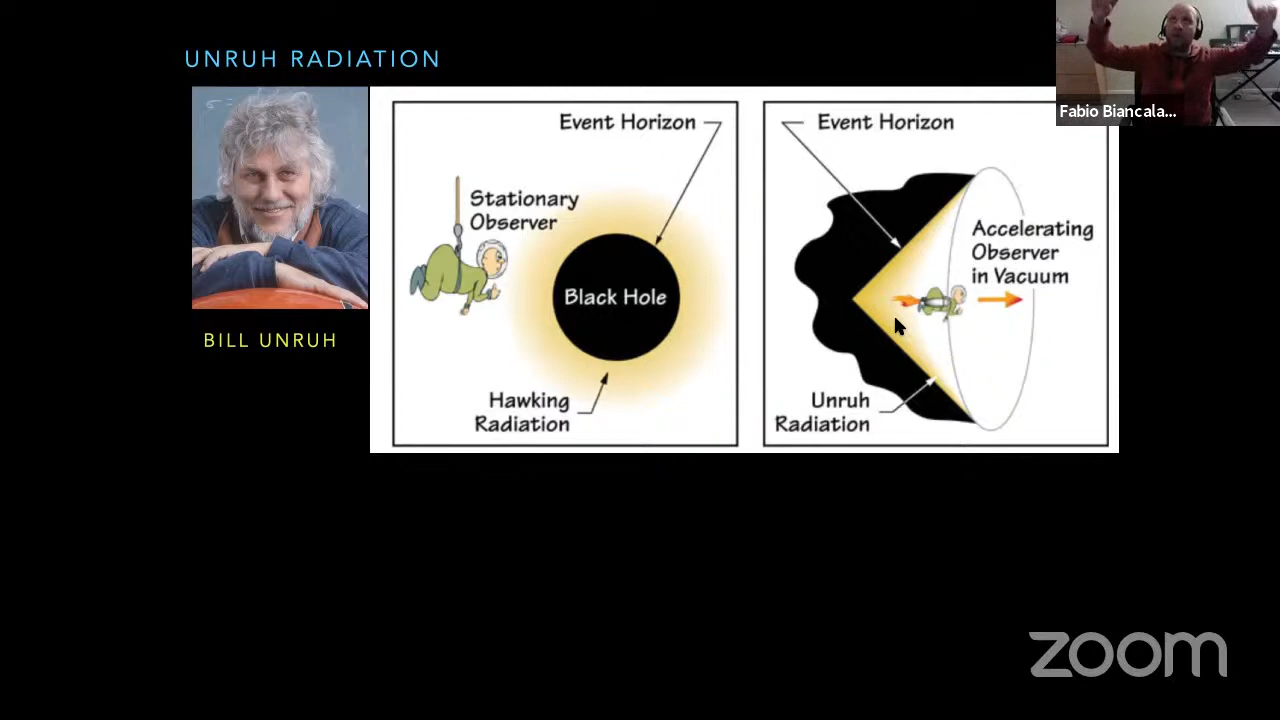 UNRUH RADIATION
Fabio Biancala...
Event Horizon
Stationary
Observer
Black Hole
Hawking
Radiation
Event Horizon
Accelerating
Observer
in Vacuum
Unruh
Radiation
BILL UNRUH
zoom